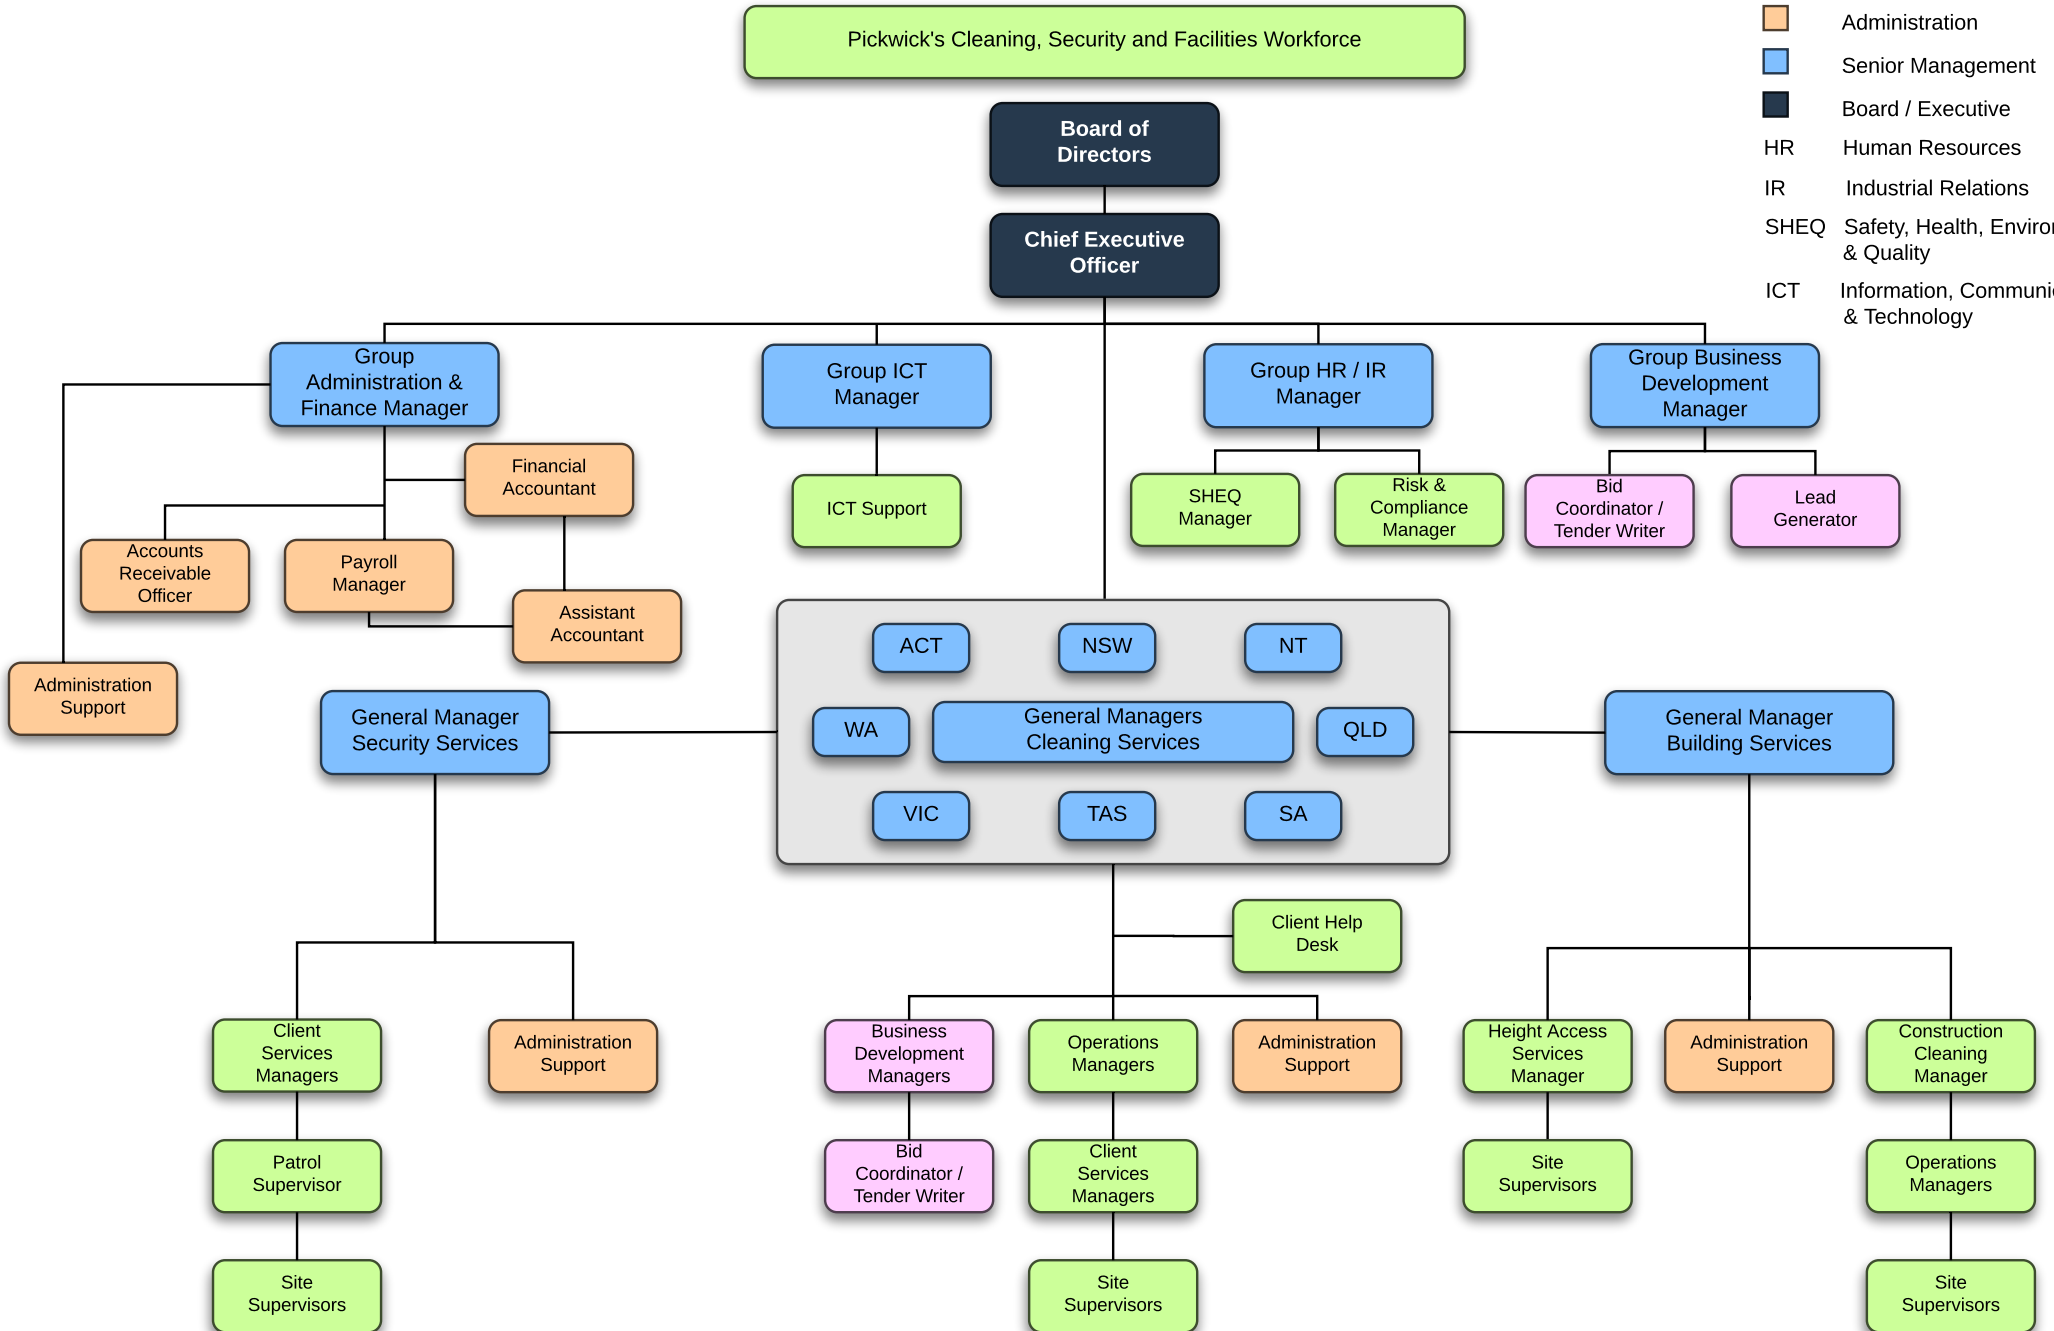 Pickwick's Cleaning, Security and Facilities Workforce
Administration
Senior Management
Board / Executive
HR Human Resources
IR Industrial Relations
SHEQ Safety, Health,
& Quality
ICT Information,
& Technology
Board of
Directors
Chief Executive
Officer
Group
Administration &
Finance Manager
Group ICT
Manager
Group HR / IR
Manager
Group Business
Development
Manager
Financial
Accountant
Accounts
Receivable
Officer
Payroll
Manager
Assistant
Accountant
Administration
Support
ICT Support
SHEQ
Manager
Risk &
Compliance
Manager
Bid
Coordinator /
Tender Writer
Lead
Generator
ACT
NSW
NT
WA
General Managers
Cleaning Services
QLD
VIC
TAS
SA
General Manager
Security Services
General Manager
Building Services
Client Help
Desk
Client
Services
Managers
Administration
Support
Patrol
Supervisor
Site
Supervisors
Business
Development
Managers
Operations
Managers
Administration
Support
Bid
Coordinator /
Tender Writer
Client
Services
Managers
Site
Supervisors
Height Access
Services
Manager
Administration
Support
Construction
Cleaning
Manager
Site
Supervisors
Operations
Managers
Site
Supervisors